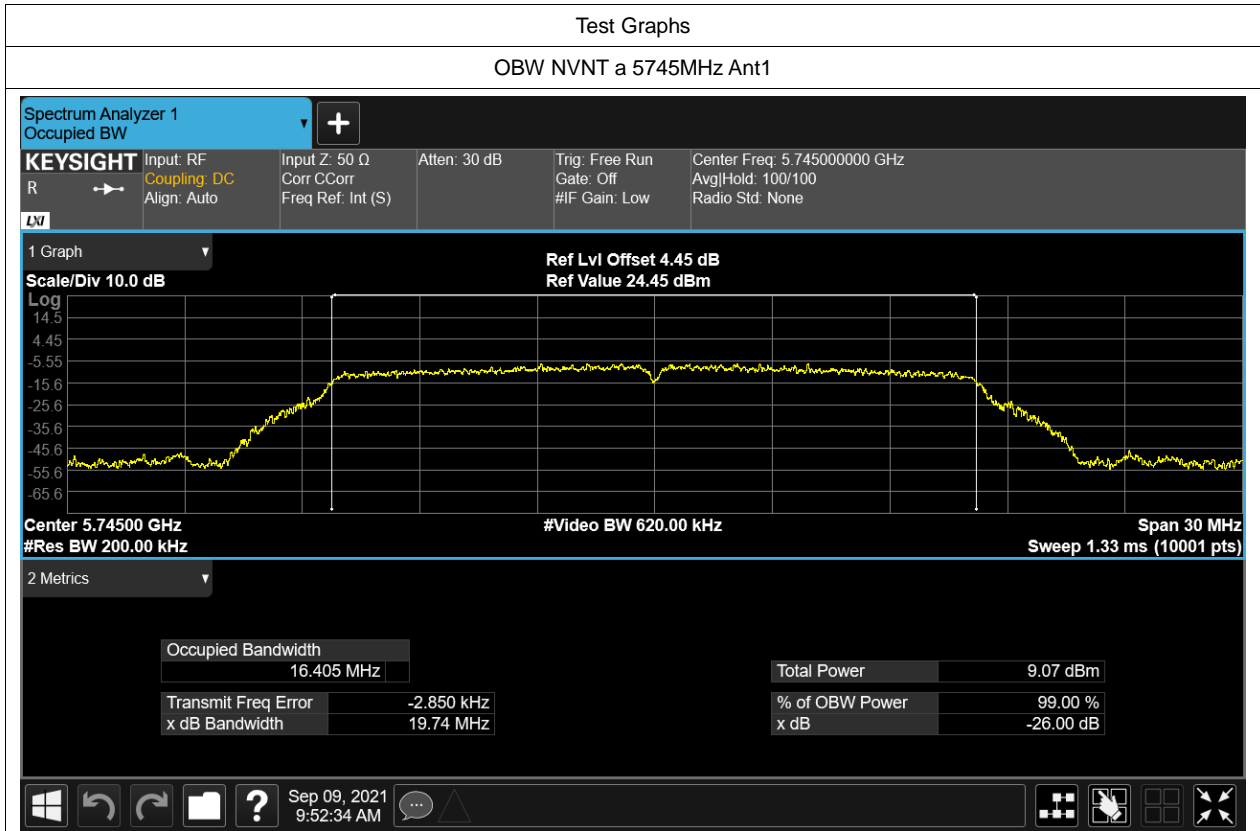 Test Graphs
OBW NVNT a 5745MHz Ant1
Spectrum Analyzer 1
Occupied BW
KEYSIGHT
R
LXI
Input: RF
Coupling: DC
Align: Auto
Input Z: 50 Ω
Corr CCorr
Freq Ref: Int (S)
Atten: 30 dB
Trig: Free Run
Gate: Off
#IF Gain: Low
Center Freq: 5.745000000 GHz
Avg|Hold: 100/100
Radio Std: None
1 Graph
Scale/Div 10.0 dB
Ref Lvl Offset 4.45 dB
Ref Value 24.45 dBm
Log
14.5
4.45
-5.55
-15.6
-25.6
-35.6
-45.6
-55.6
-65.6
Center 5.74500 GHz
#Res BW 200.00 kHz
#Video BW 620.00 kHz
Span 30 MHz
Sweep 1.33 ms (10001 pts)
2 Metrics
Occupied Bandwidth
16.405 MHz
Transmit Freq Error -2.850 kHz
x dB Bandwidth 19.74 MHz
Total Power 9.07 dBm
% of OBW Power 99.00 %
x dB -26.00 dB
?
Sep 09, 2021
9:52:34 AM